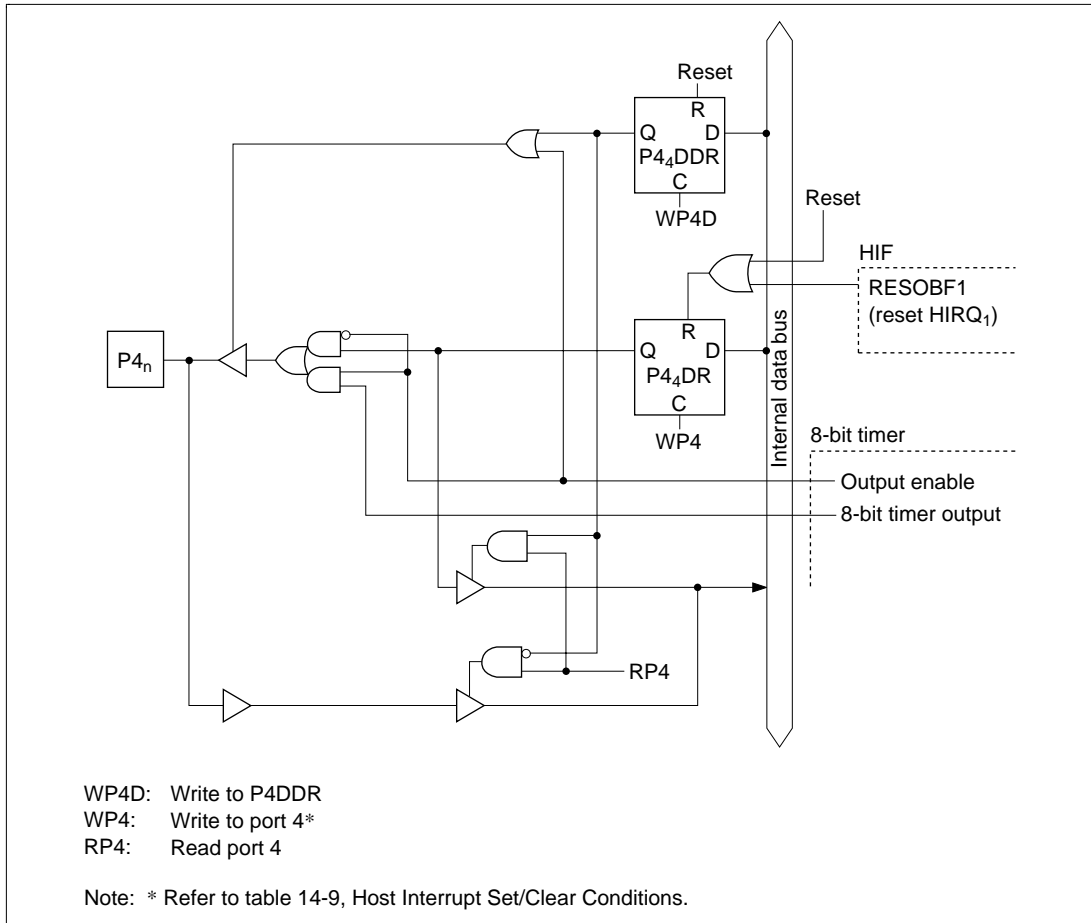 Reset
R
Q D
P4₄DDR
C
WP4D
Reset
HIF
RESOBF1
(reset HIRQ₁)
R
Q D
P4₄DR
C
WP4
P4ₙ
Internal data bus
8-bit timer
Output enable
8-bit timer output
RP4
WP4D: Write to P4DDR
WP4: Write to port 4*
RP4: Read port 4
Note: * Refer to table 14-9, Host Interrupt Set/Clear Conditions.